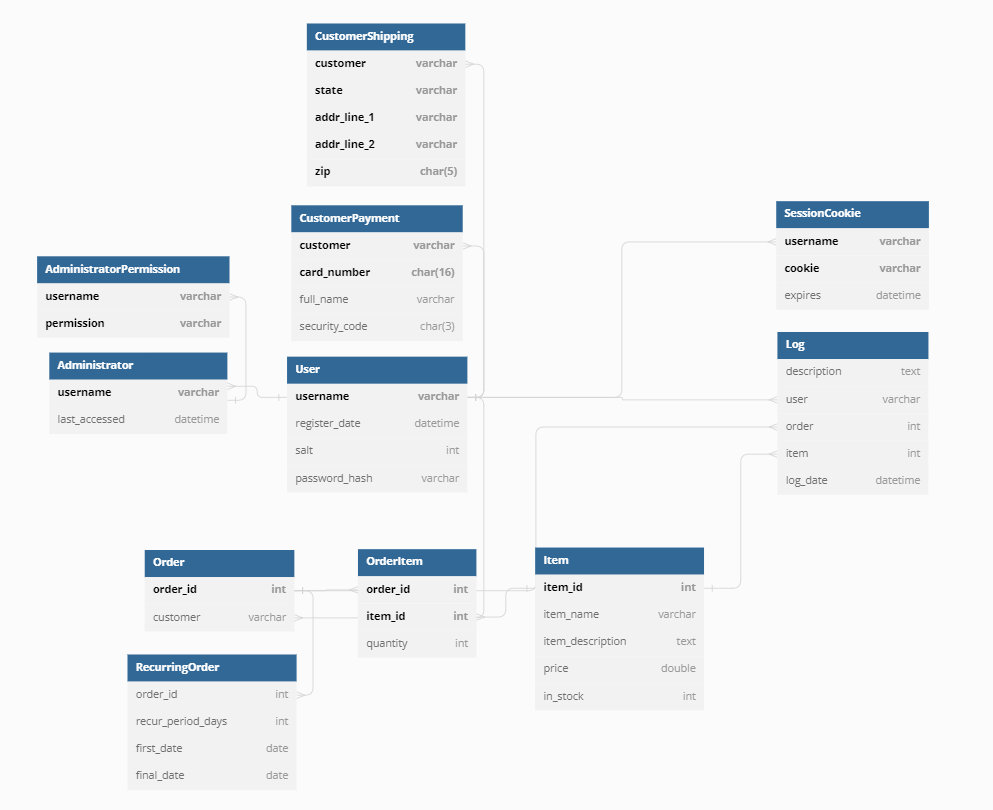 CustomerShipping
customer varchar
state varchar
addr_line_1 varchar
addr_line_2 varchar
zip char(5)
CustomerPayment
customer varchar
card_number char(16)
full_name varchar
security_code char(3)
SessionCookie
username varchar
cookie varchar
expires datetime
AdministratorPermission
username varchar
permission varchar
Administrator
username varchar
last_accessed datetime
User
username varchar
register_date datetime
salt int
password_hash varchar
Log
description text
user varchar
order int
item int
log_date datetime
Order
order_id int
customer varchar
OrderItem
order_id int
item_id int
quantity int
Item
item_id int
item_name varchar
item_description text
price double
in_stock int
RecurringOrder
order_id int
recur_period_days int
first_date date
final_date date